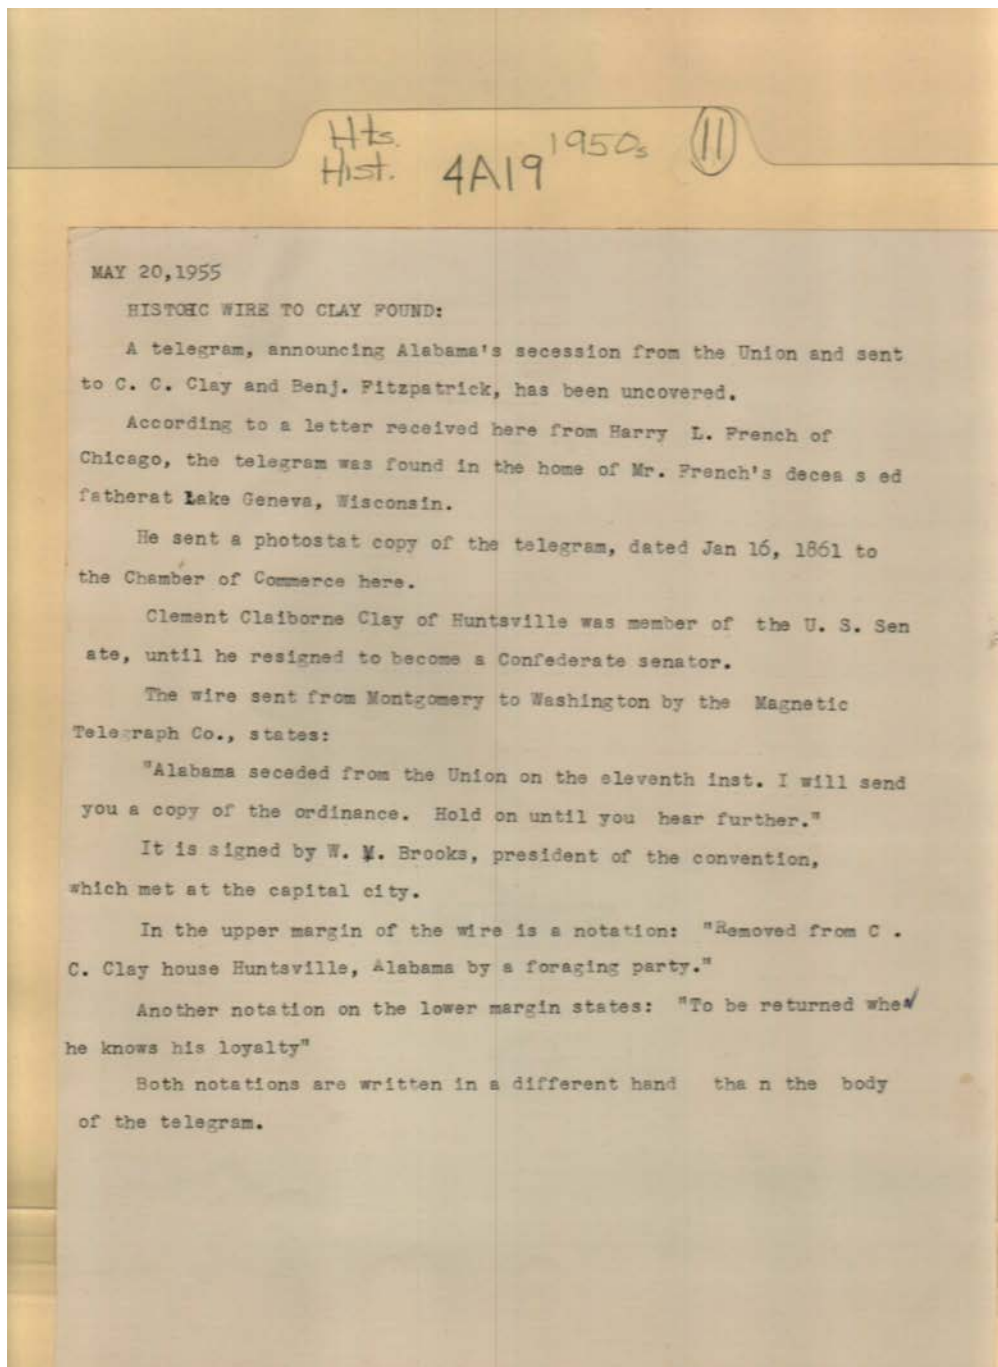 Hts. 1950s 11
Hist. 4A19
MAY 20,1955
HISTORIC WIRE TO CLAY FOUND:
A telegram, announcing Alabama's secession from the Union and sent
to C. C. Clay and Benj. Fitzpatrick, has been uncovered.
According to a letter received here from Harry L. French of
Chicago, the telegram was found in the home of Mr. French's decea s ed
fatherat Lake Geneva, Wisconsin.
He sent a photostat copy of the telegram, dated Jan 16, 1861 to
the Chamber of Commerce here.
Clement Claiborne Clay of Huntsville was member of the U. S. Sen
ate, until he resigned to become a Confederate senator.
The wire sent from Montgomery to Washington by the Magnetic
Telegraph Co., states:
"Alabama seceded from the Union on the eleventh inst. I will send
you a copy of the ordinance. Hold on until you hear further."
It is signed by W. M. Brooks, president of the convention,
which met at the capital city.
In the upper margin of the wire is a notation: "Removed from C .
C. Clay house Huntsville, Alabama by a foraging party."
Another notation on the lower margin states: "To be returned when
he knows his loyalty"
Both notations are written in a different hand tha n the body
of the telegram.